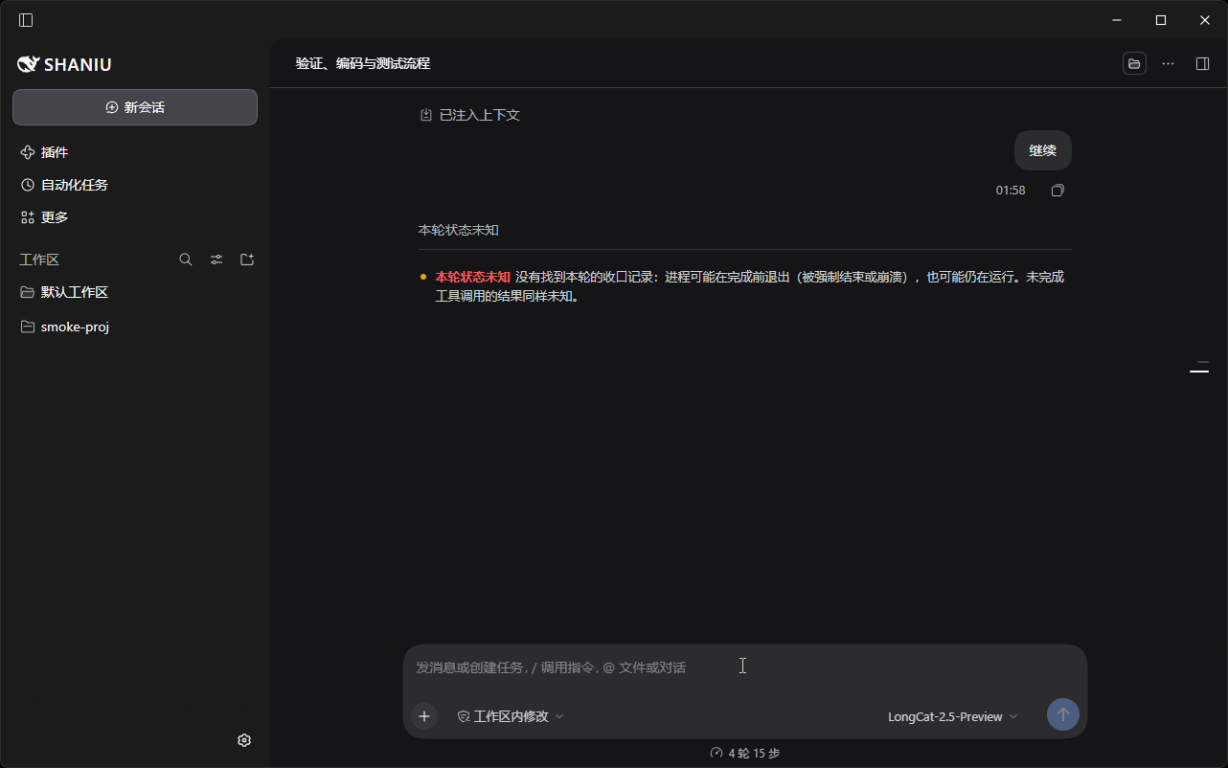 SHANIU
新会话
插件
自动化任务
更多
工作区
默认工作区
smoke-proj
验证、编码与测试流程
已注入上下文
继续
01:58
本轮状态未知
本轮状态未知 没有找到本轮的收口记录：进程可能在完成前退出（被强制结束或崩溃），也可能仍在运行。未完成
工具调用的结果同样未知。
发消息或创建任务, / 调用指令, @ 文件或对话
工作区内修改
LongCat-2.5-Preview
4 轮 15 步